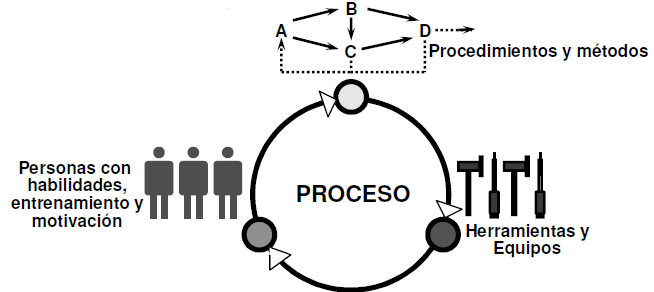 B
A
D
C
Procedimientos y métodos
Personas con
habilidades,
entrenamiento y
motivación
PROCESO
Herramientas y
Equipos